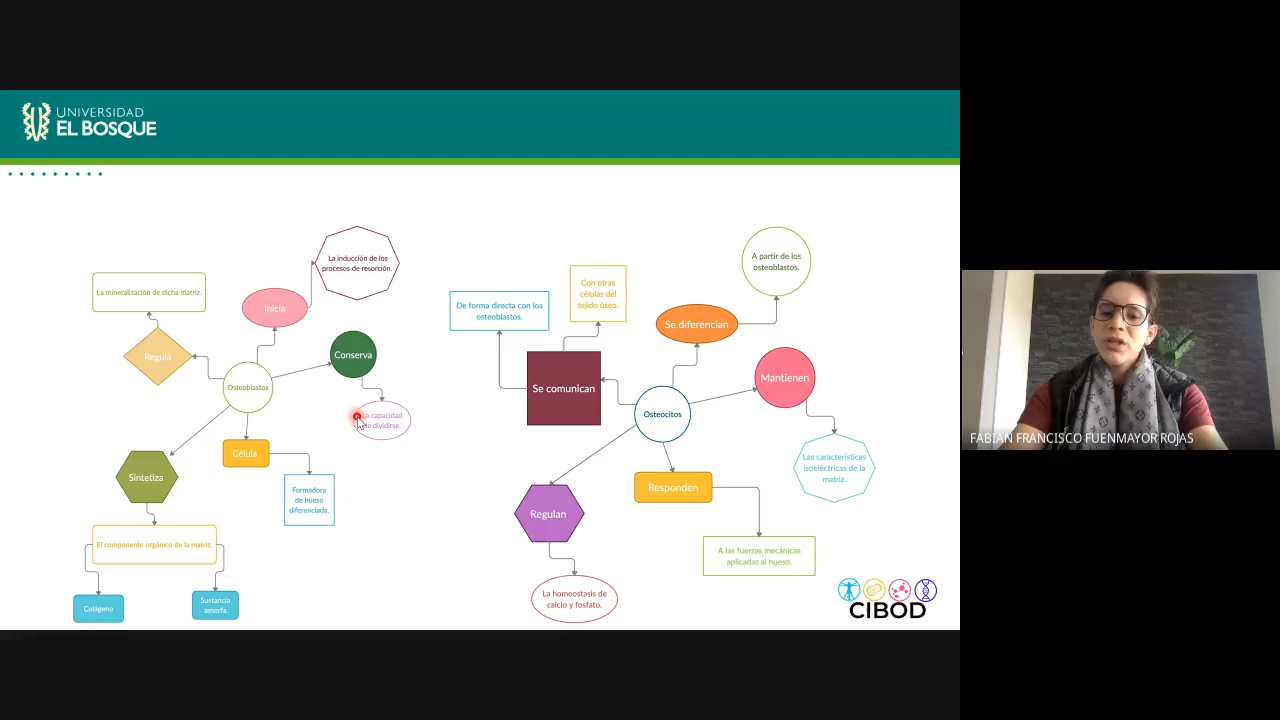 UNIVERSIDAD
EL BOSQUE
La inducción de los
procesos de resorción.
La mineralización de dicha matriz.
Inicia
Regula
Conserva
Osteoblastos
La capacidad
de dividirse.
Célula
Sintetiza
Formadora
de hueso
diferenciada.
El componente orgánico de la matriz.
Colágeno
Sustancia
amorfa.
A partir de los
osteoblastos.
Con otras
células del
tejido óseo.
De forma directa con los
osteoblastos.
Se diferencian
Se comunican
Mantienen
Osteocitos
Las características
isoeléctricas de la
matriz.
Responden
Regulan
A las fuerzas mecánicas
aplicadas al hueso.
La homeostasis de
calcio y fosfato.
CIBOD
FABIAN FRANCISCO FUENMAYOR ROJAS